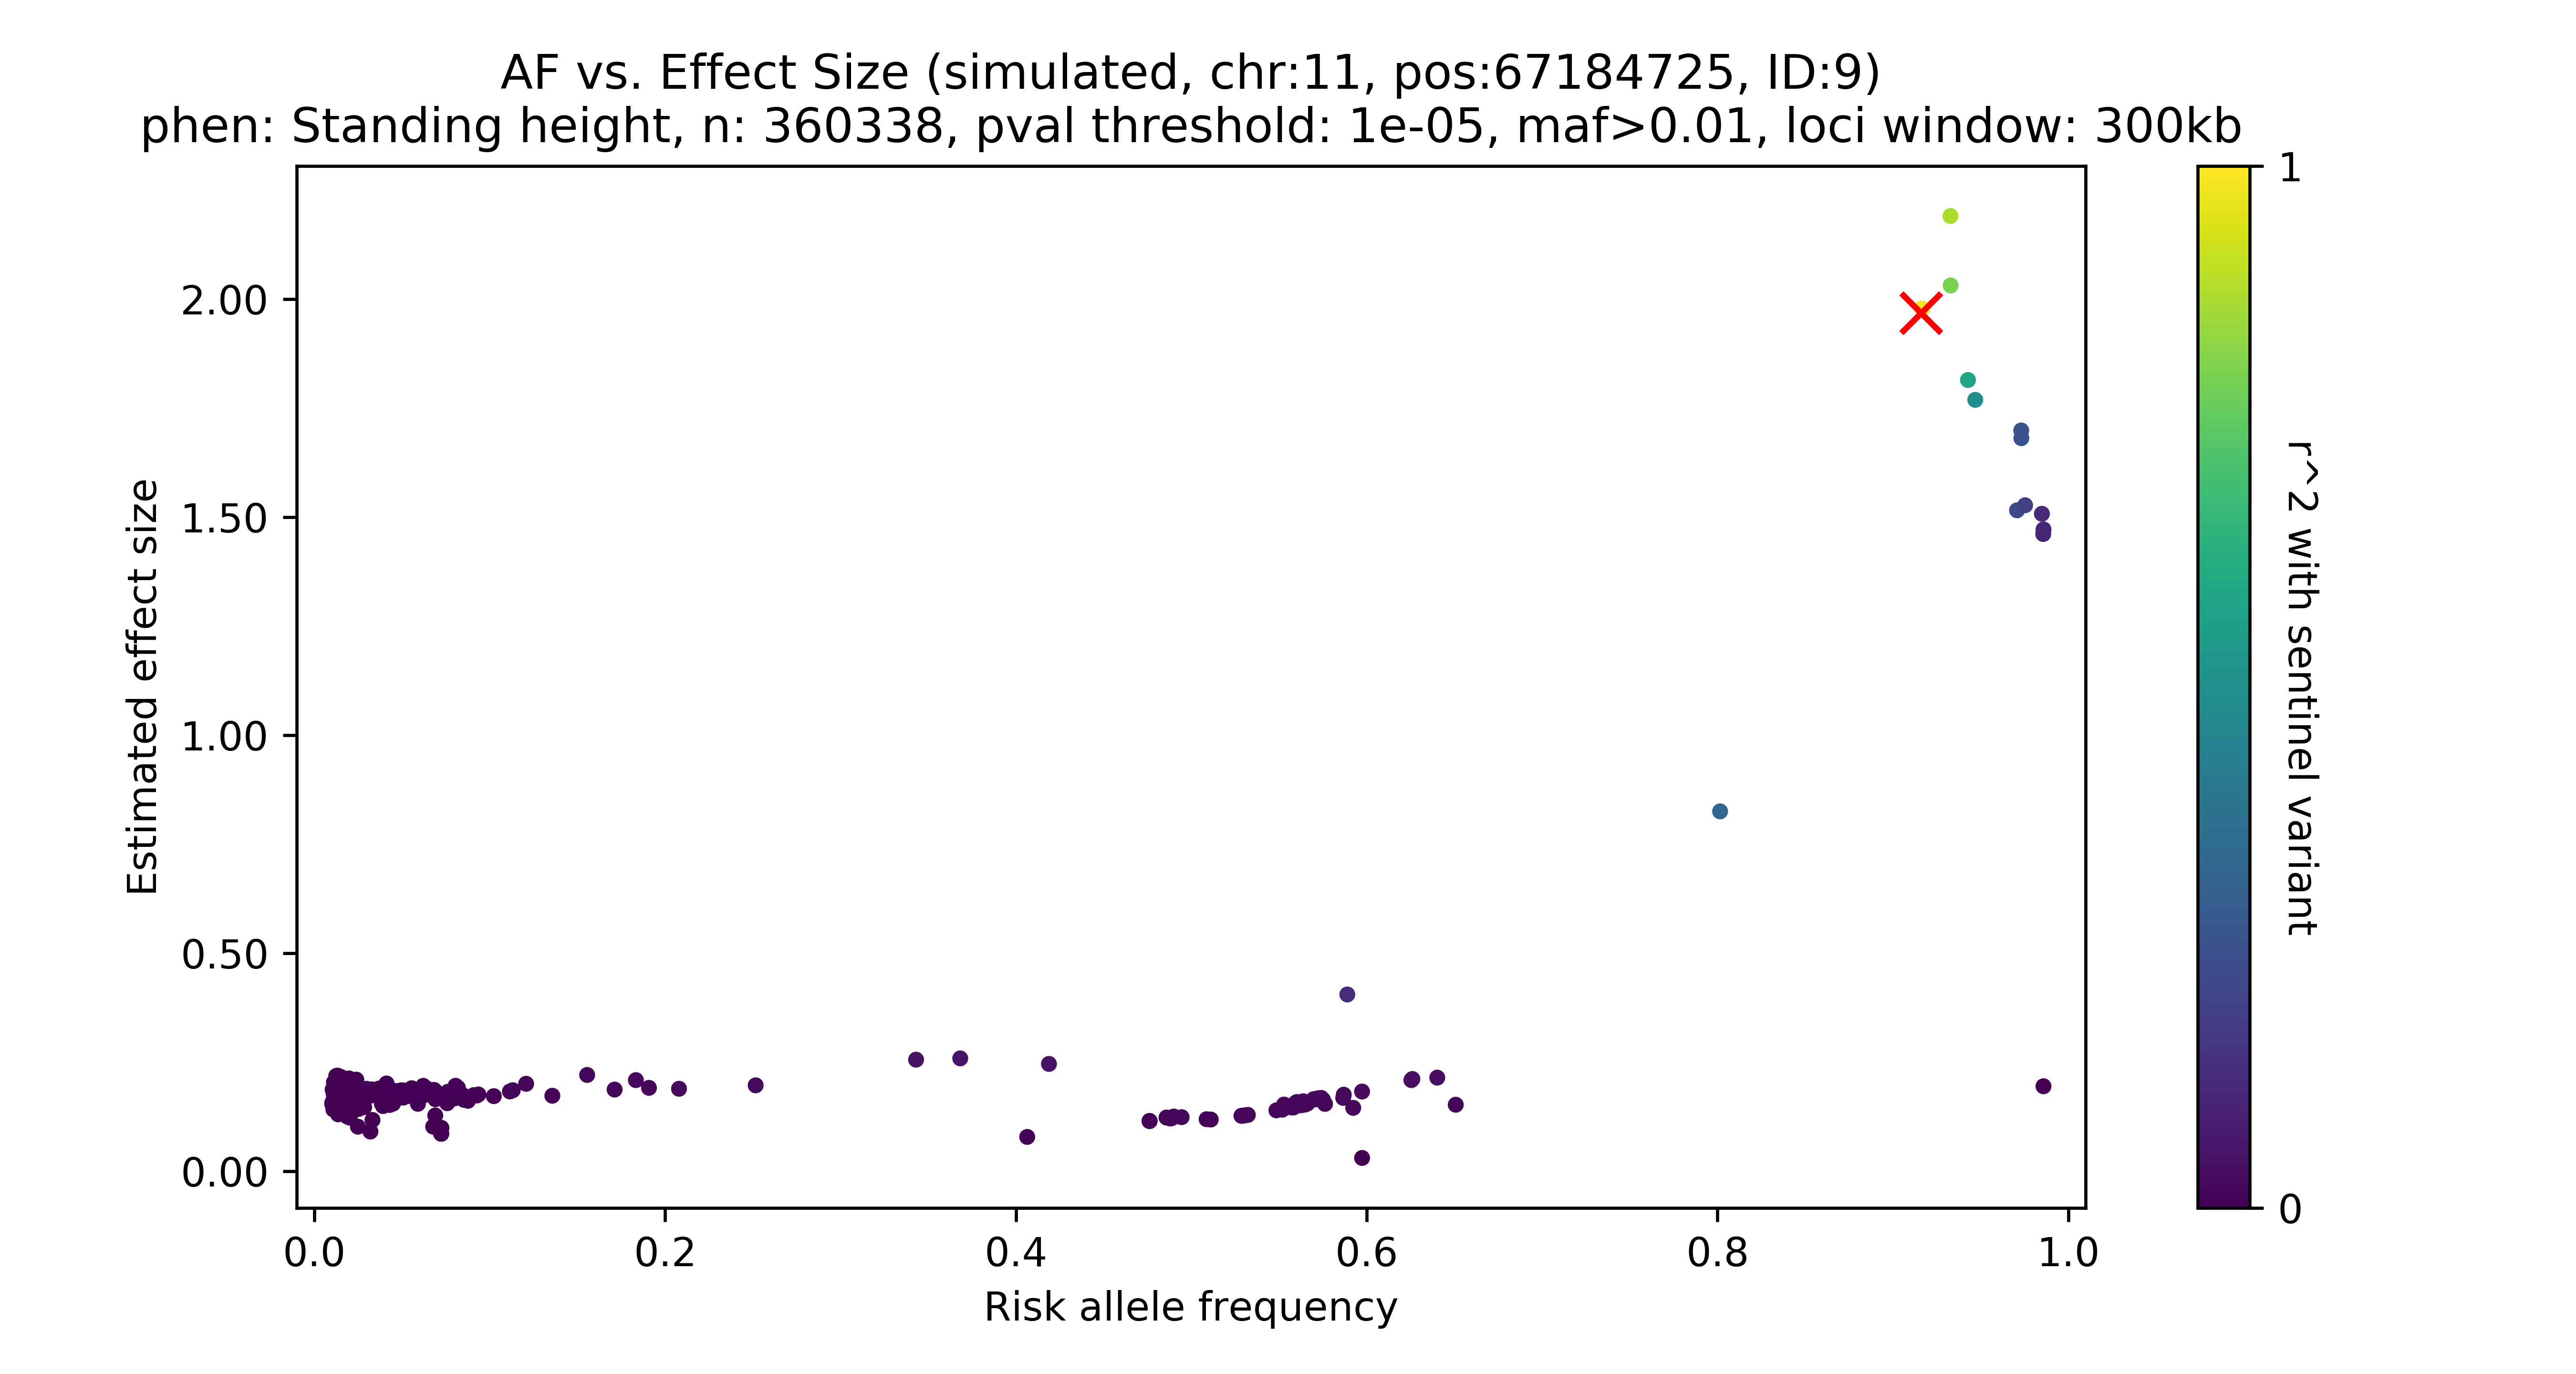 AF vs. Effect Size (simulated, chr:11, pos:67184725, ID:9)
phen: Standing height, n: 360338, pval threshold: 1e-05, maf>0.01, loci window: 300kb
Estimated effect size
2.00
1.50
1.00
0.50
0.00
0.0 0.2 0.4 0.6 0.8 1.0
Risk allele frequency
1
r^2 with sentinel variant
0